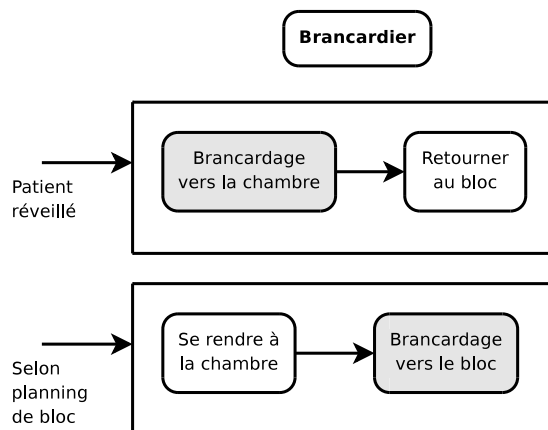 Brancardier
Brancardage
vers la chambre
Retourner
au bloc
Patient
réveillé
Se rendre à
la chambre
Brancardage
vers le bloc
Selon
planning
de bloc